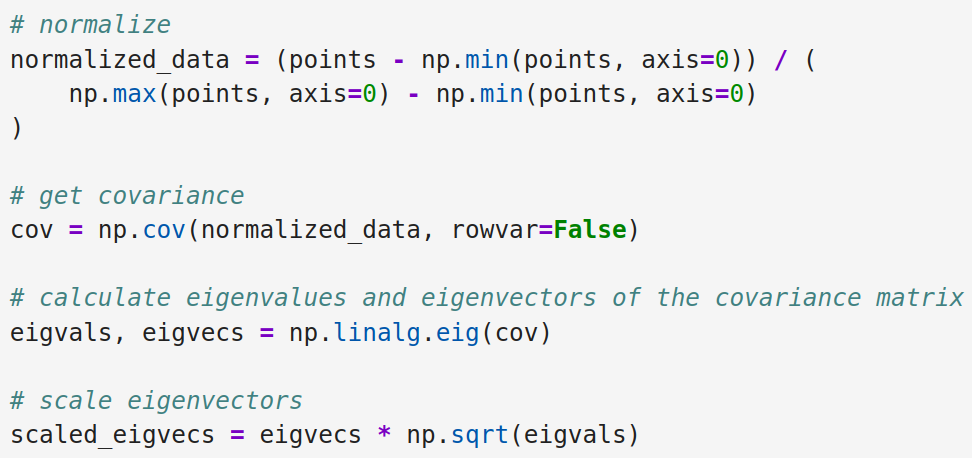 # normalize
normalized_data = (points - np.min(points, axis=0)) / (
    np.max(points, axis=0) - np.min(points, axis=0)
)

# get covariance
cov = np.cov(normalized_data, rowvar=False)

# calculate eigenvalues and eigenvectors of the covariance matrix
eigvals, eigvecs = np.linalg.eig(cov)

# scale eigenvectors
scaled_eigvecs = eigvecs * np.sqrt(eigvals)